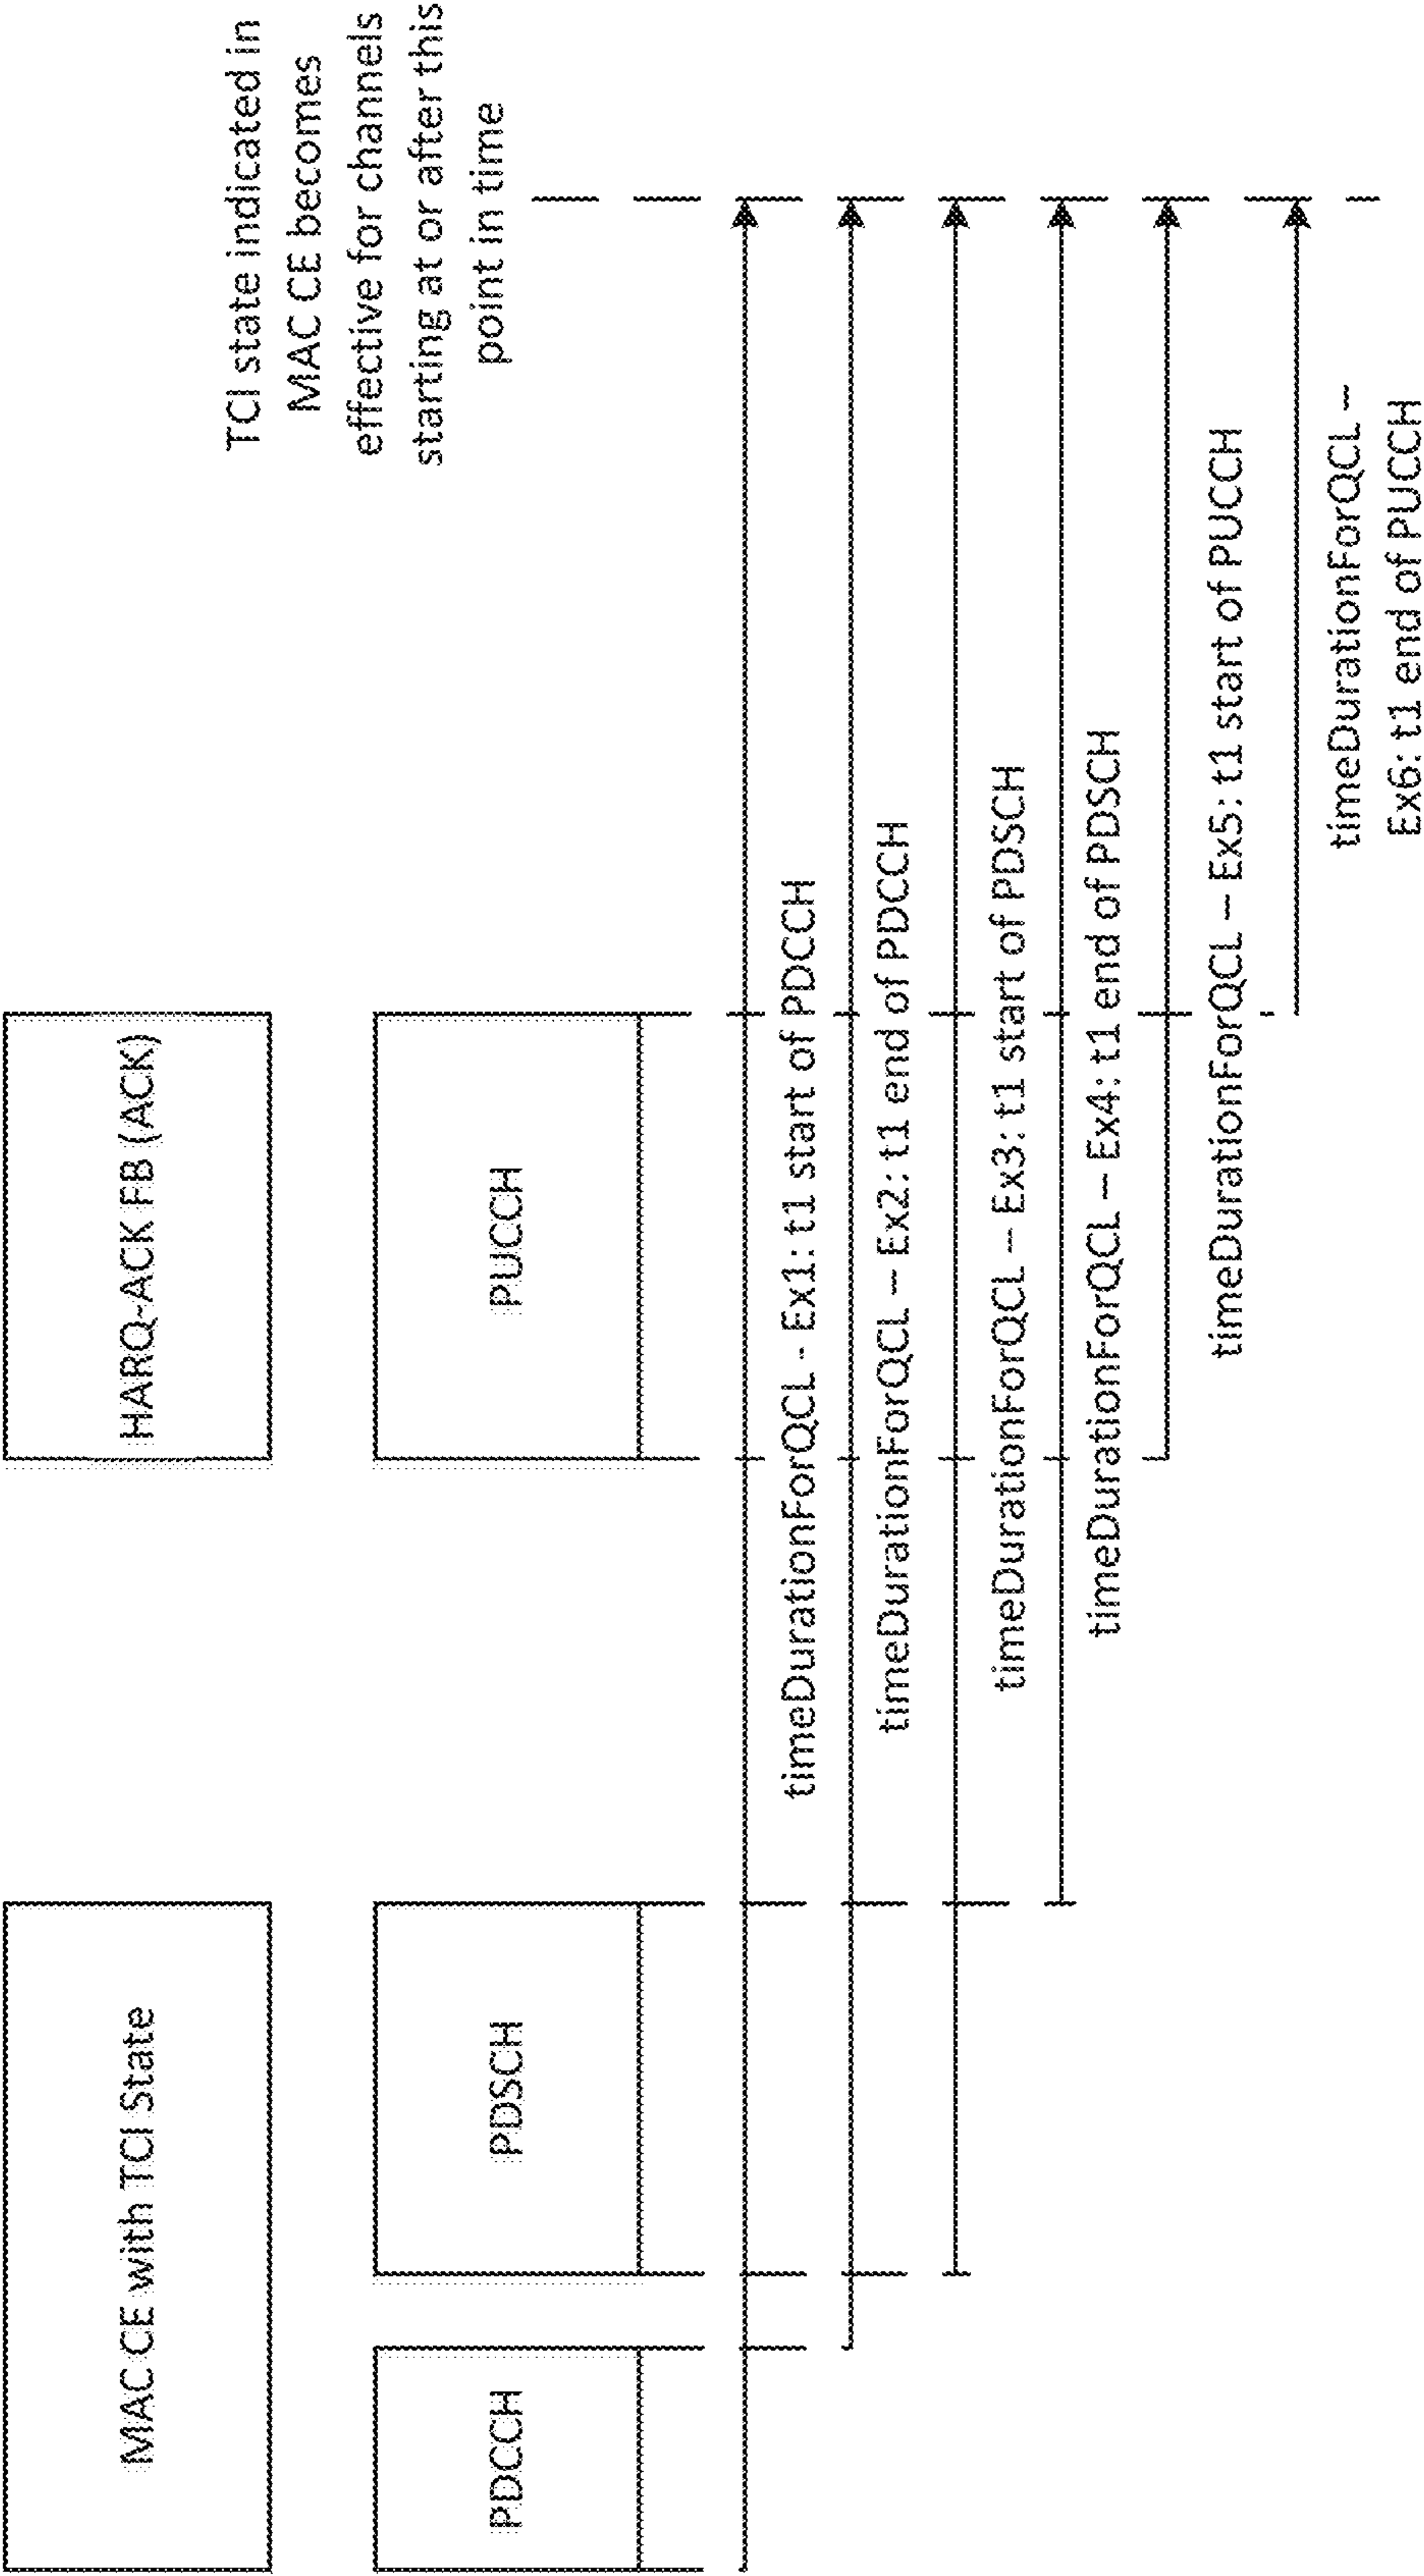 MAC CE with TCI State
HARQ-ACK FB (ACK)
TCI state indicated in
MAC CE becomes
effective for channels
starting at or after this
point in time
PDCCH
PDSCH
PUCCH
timeDurationForQCL - Ex1: t1 start of PDCCH
timeDurationForQCL – Ex2: t1 end of PDCCH
timeDurationForQCL – Ex3: t1 start of PDSCH
timeDurationForQCL – Ex4: t1 end of PDSCH
timeDurationForQCL – Ex5: t1 start of PUCCH
timeDurationForQCL –
Ex6: t1 end of PUCCH